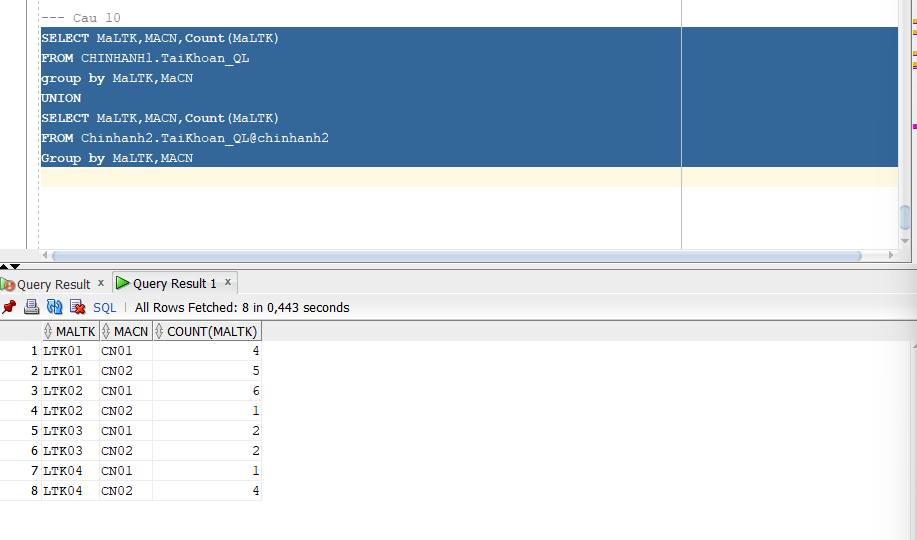 --- Cau 10
SELECT MaLTK,MACN,Count(MaLTK)
FROM CHINHANH1.TaiKhoan_QL
group by MaLTK,MaCN
UNION
SELECT MaLTK,MACN,Count(MaLTK)
FROM Chinhanh2.TaiKhoan_QL@chinhanh2
Group by MaLTK,MACN
Query Result x Query Result 1 x
SQL | All Rows Fetched: 8 in 0,443 seconds
MALTK MACN COUNT(MALTK)
1 LTK01 CN01 4
2 LTK01 CN02 5
3 LTK02 CN01 6
4 LTK02 CN02 1
5 LTK03 CN01 2
6 LTK03 CN02 2
7 LTK04 CN01 1
8 LTK04 CN02 4